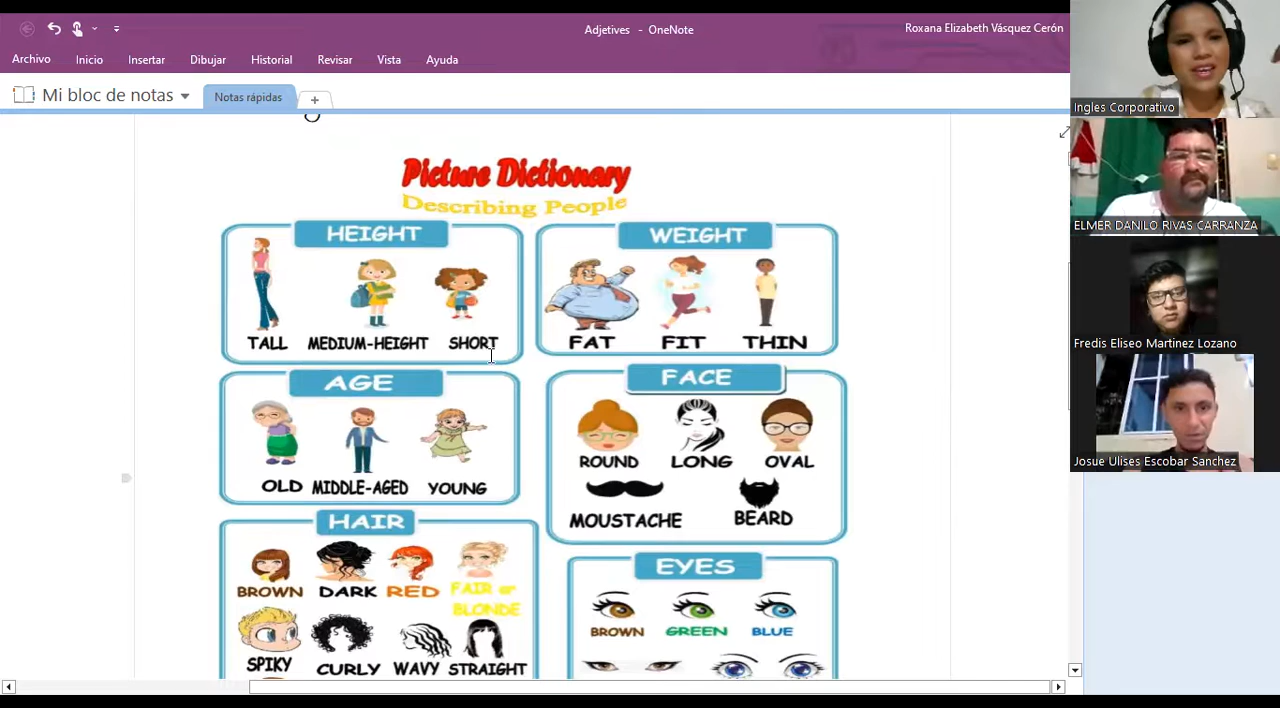 Adjetives - OneNote
Roxana Elizabeth Vásquez Cerón
Archivo Inicio Insertar Dibujar Historial Revisar Vista Ayuda
Mi bloc de notas
Notas rápidas
Picture Dictionary
Describing People
HEIGHT
TALL MEDIUM-HEIGHT SHORT
WEIGHT
FAT FIT THIN
AGE
OLD MIDDLE-AGED YOUNG
FACE
ROUND LONG OVAL
MOUSTACHE BEARD
HAIR
BROWN DARK RED FAIR or
BLONDE
SPIKY CURLY WAVY STRAIGHT
EYES
BROWN GREEN BLUE
Ingles Corporativo
ELMER DANILO RIVAS CARRANZA
Fredis Eliseo Martinez Lozano
Josue Ulises Escobar Sanchez